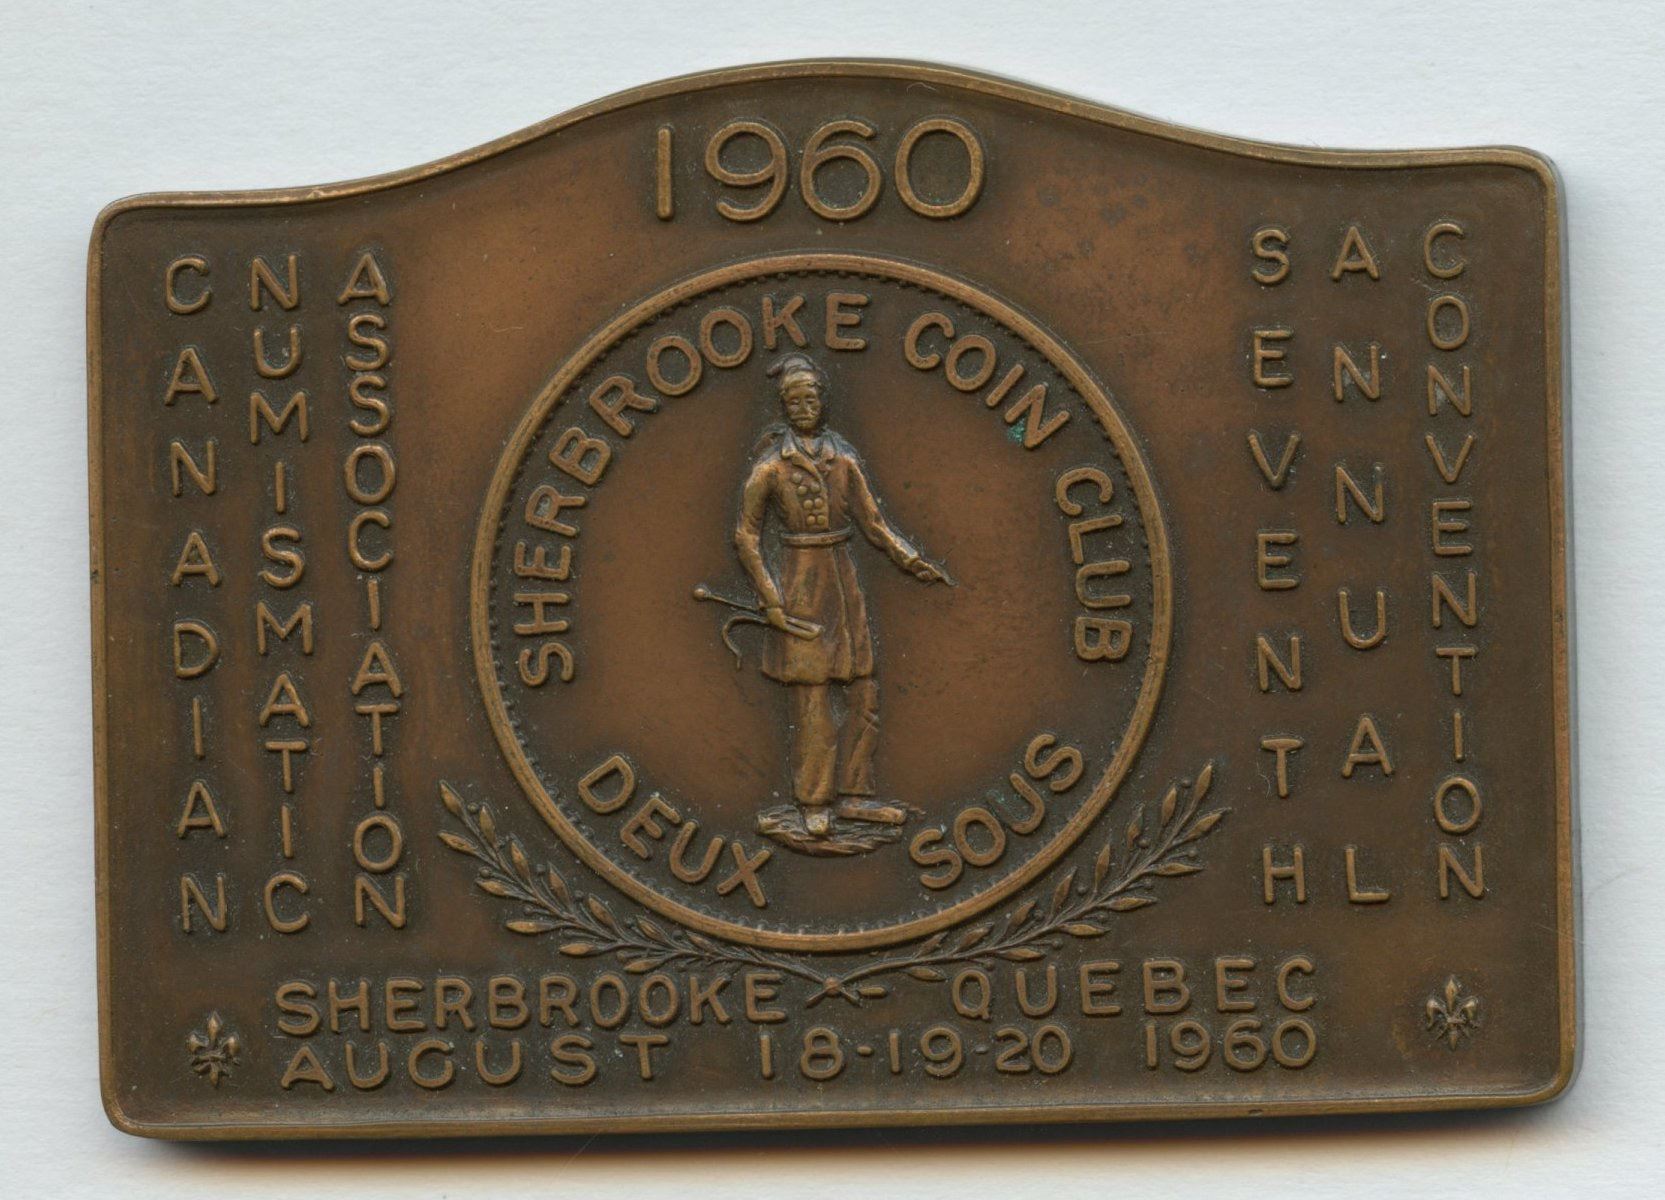 1960
CANADIAN
NUMISMATIC
ASSOCIATION
SHERBROOKE COIN CLUB
DEUX SOUS
SEVENTH
ANNUAL
CONVENTION
SHERBROOKE - QUEBEC
AUGUST 18-19-20 1960